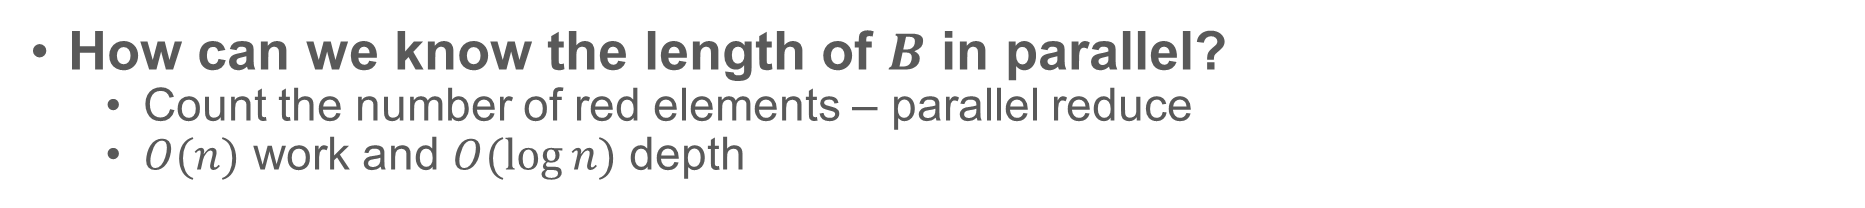 • How can we know the length of B in parallel?
• Count the number of red elements – parallel reduce
• O(n) work and O(log n) depth